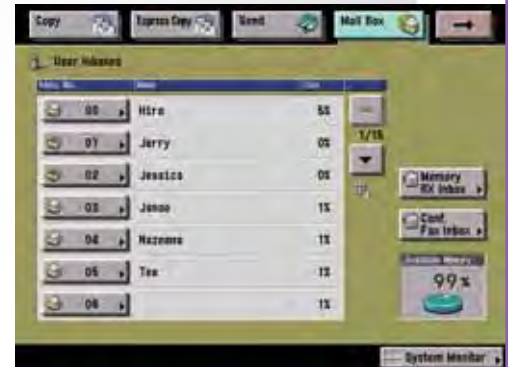 Copy Express Copy Send Mail Box
User Inboxes
00 Hiro 5%
01 Jerry 0%
02 Jessica 0%
03 1%
04 1%
05 1%
06 1%
1/15
Memory
RX Inbox
Conf.
Fax Inbox
99%
System Monitor